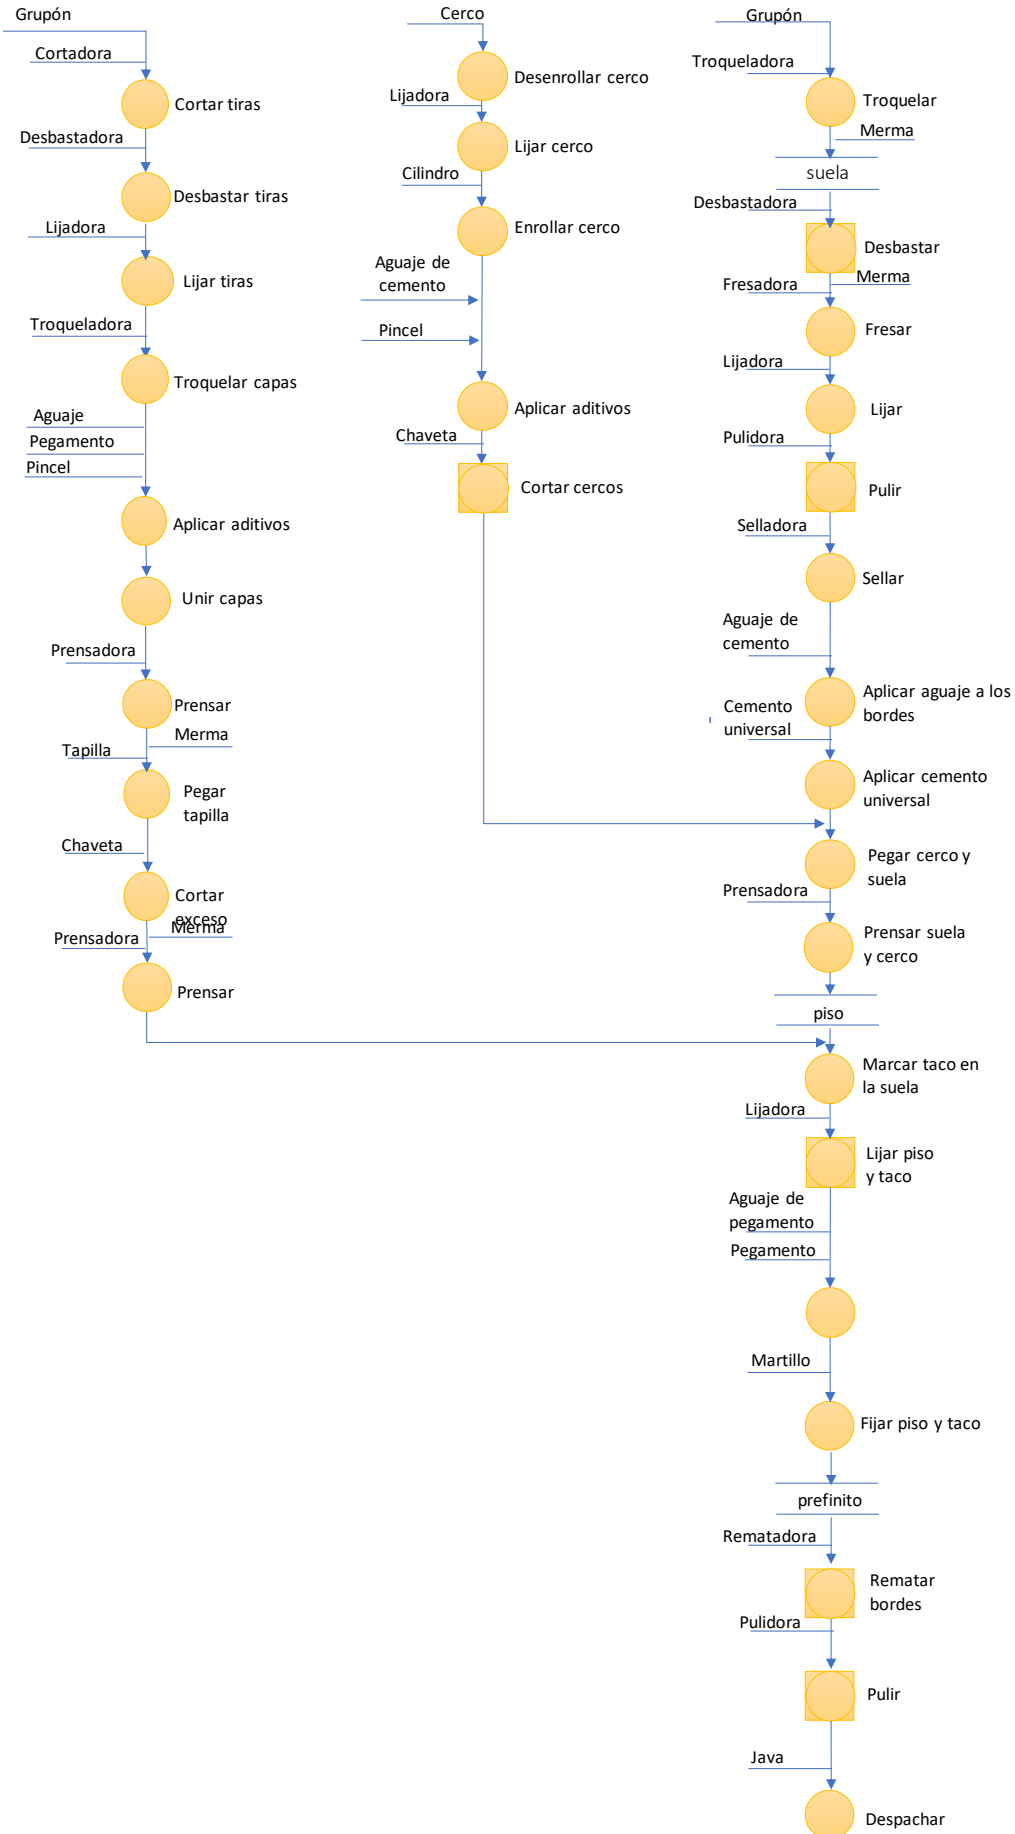 Grupón
Cortadora
Cortar tiras
Desbastadora
Desbastar tiras
Lijadora
Lijar tiras
Troqueladora
Troquelar capas
Aguaje
Pegamento
Pincel
Aplicar aditivos
Unir capas
Prensadora
Prensar
Merma
Tapilla
Pegar
tapilla
Chaveta
Cortar
exceso
Merma
Prensadora
Prensar
Cerco
Desenrollar cerco
Lijadora
Lijar cerco
Cilindro
Enrollar cerco
Aguaje de
cemento
Pincel
Aplicar aditivos
Chaveta
Cortar cercos
Grupón
Troqueladora
Troquelar
Merma
suela
Desbastadora
Desbastar
Merma
Fresadora
Fresar
Lijadora
Lijar
Pulidora
Pulir
Selladora
Sellar
Aguaje de
cemento
Aplicar aguaje a los
bordes
Cemento
universal
Aplicar cemento
universal
Pegar cerco y
suela
Prensadora
Prensar suela
y cerco
piso
Marcar taco en
la suela
Lijadora
Lijar piso
y taco
Aguaje de
pegamento
Pegamento
Martillo
Fijar piso y taco
prefinito
Rematadora
Rematar
bordes
Pulidora
Pulir
Java
Despachar